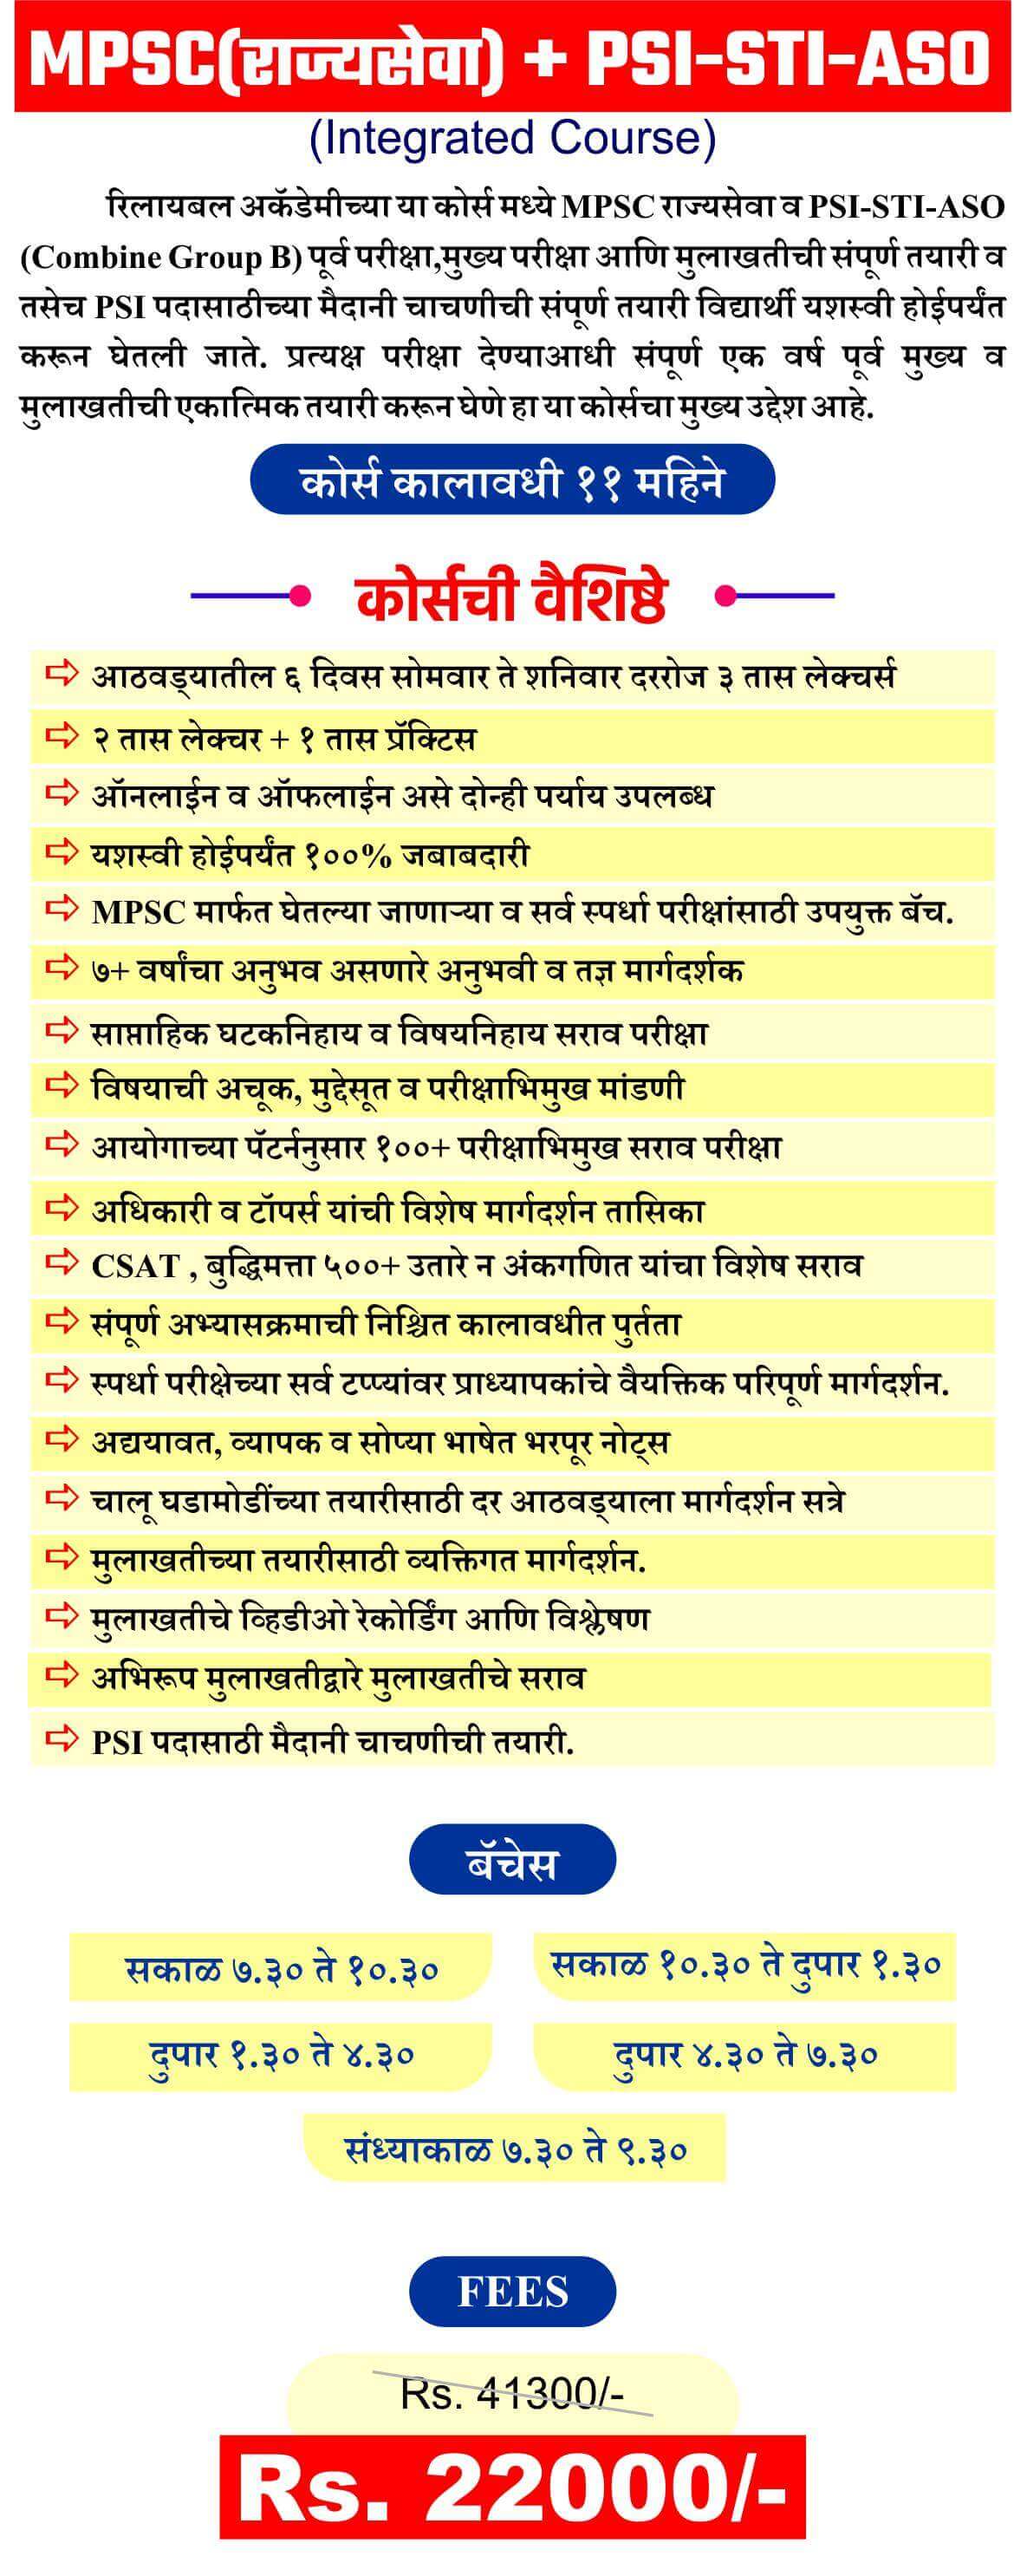 MPSC(राज्यसेवा) + PSI-STI-ASO
(Integrated Course)
रिलायबल अकॅडेमीच्या या कोर्स मध्ये MPSC राज्यसेवा व PSI-STI-ASO
(Combine Group B) पूर्व परीक्षा,मुख्य परीक्षा आणि मुलाखतीची संपूर्ण तयारी व
तसेच PSI पदासाठीच्या मैदानी चाचणीची संपूर्ण तयारी विद्यार्थी यशस्वी होईपर्यंत
करून घेतली जाते. प्रत्यक्ष परीक्षा देण्याआधी संपूर्ण एक वर्ष पूर्व मुख्य व
मुलाखतीची एकात्मिक तयारी करून घेणे हा या कोर्सचा मुख्य उद्देश आहे.
कोर्स कालावधी ११ महिने
कोर्सची वैशिष्ठे
आठवड्यातील ६ दिवस सोमवार ते शनिवार दररोज ३ तास लेक्चर्स
२ तास लेक्चर + १ तास प्रॅक्टिस
ऑनलाईन व ऑफलाईन असे दोन्ही पर्याय उपलब्ध
यशस्वी होईपर्यंत १००% जबाबदारी
MPSC मार्फत घेतल्या जाणाऱ्या व सर्व स्पर्धा परीक्षांसाठी उपयुक्त बॅच.
७+ वर्षांचा अनुभव असणारे अनुभवी व तज्ञ मार्गदर्शक
साप्ताहिक घटकनिहाय व विषयनिहाय सराव परीक्षा
विषयाची अचूक, मुद्देसूत व परीक्षाभिमुख मांडणी
आयोगाच्या पॅटर्ननुसार १००+ परीक्षाभिमुख सराव परीक्षा
अधिकारी व टॉपर्स यांची विशेष मार्गदर्शन तासिका
CSAT , बुद्धिमत्ता ५००+ उतारे न अंकगणित यांचा विशेष सराव
संपूर्ण अभ्यासक्रमाची निश्चित कालावधीत पुर्तता
स्पर्धा परीक्षेच्या सर्व टप्प्यांवर प्राध्यापकांचे वैयक्तिक परिपूर्ण मार्गदर्शन.
अद्ययावत, व्यापक व सोप्या भाषेत भरपूर नोट्स
चालू घडामोडींच्या तयारीसाठी दर आठवड्याला मार्गदर्शन सत्रे
मुलाखतीच्या तयारीसाठी व्यक्तिगत मार्गदर्शन.
मुलाखतीचे व्हिडीओ रेकोर्डिंग आणि विश्लेषण
अभिरूप मुलाखतीद्वारे मुलाखतीचे सराव
PSI पदासाठी मैदानी चाचणीची तयारी.
बॅचेस
सकाळ ७.३० ते १०.३०
सकाळ १०.३० ते दुपार १.३०
दुपार १.३० ते ४.३०
दुपार ४.३० ते ७.३०
संध्याकाळ ७.३० ते ९.३०
FEES
Rs. 41300/-
Rs. 22000/-